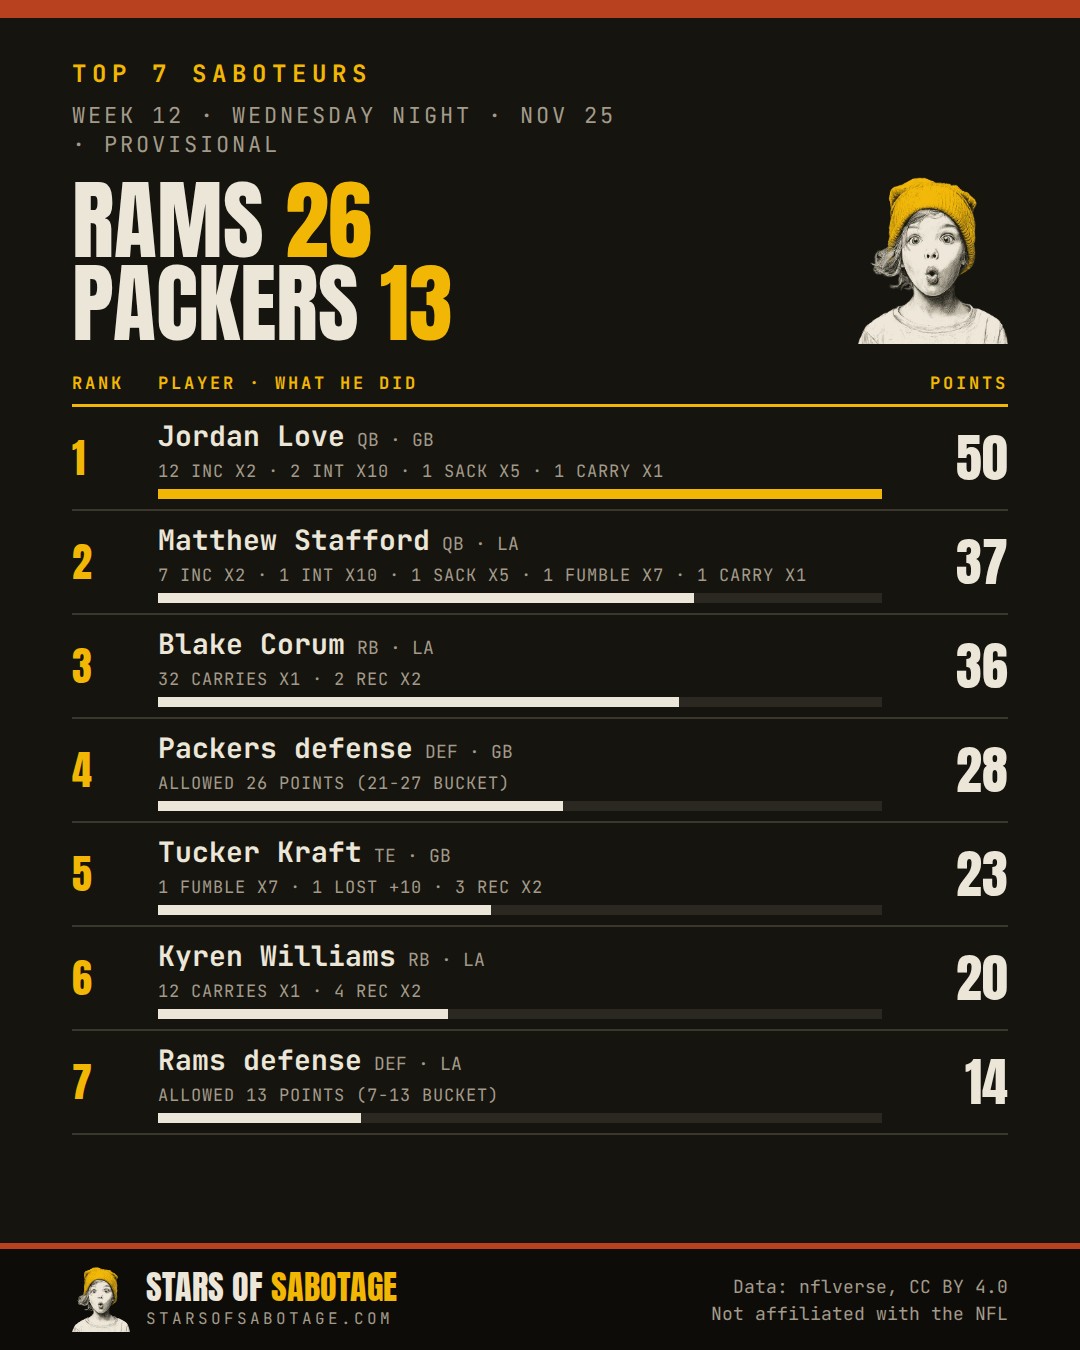 TOP 7 SABOTEURS
WEEK 12 · WEDNESDAY NIGHT · NOV 25
· PROVISIONAL
RAMS 26
PACKERS 13
RANK PLAYER · WHAT HE DID POINTS
1 Jordan Love QB · GB 50
12 INC X2 · 2 INT X10 · 1 SACK X5 · 1 CARRY X1
2 Matthew Stafford QB · LA 37
7 INC X2 · 1 INT X10 · 1 SACK X5 · 1 FUMBLE X7 · 1 CARRY X1
3 Blake Corum RB · LA 36
32 CARRIES X1 · 2 REC X2
4 Packers defense DEF · GB 28
ALLOWED 26 POINTS (21-27 BUCKET)
5 Tucker Kraft TE · GB 23
1 FUMBLE X7 · 1 LOST +10 · 3 REC X2
6 Kyren Williams RB · LA 20
12 CARRIES X1 · 4 REC X2
7 Rams defense DEF · LA 14
ALLOWED 13 POINTS (7-13 BUCKET)
STARS OF SABOTAGE
STARSOFSABOTAGE.COM
Data: nflverse, CC BY 4.0
Not affiliated with the NFL